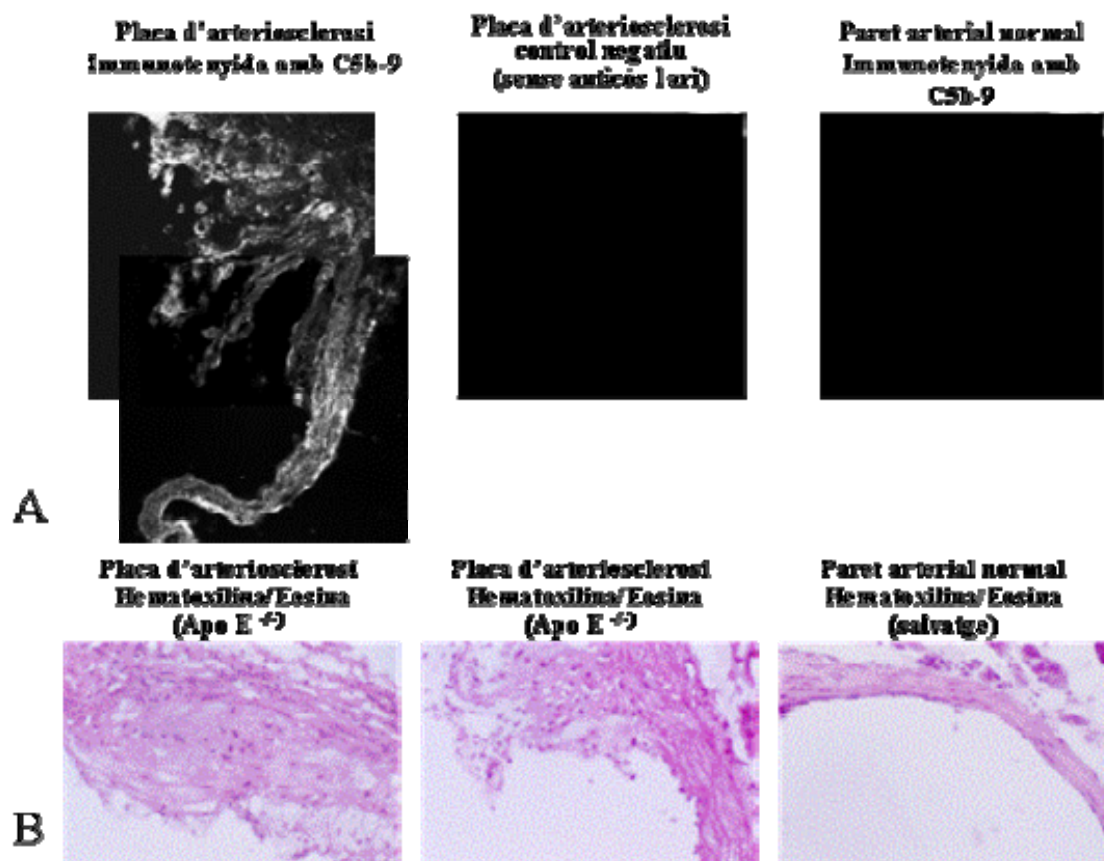 Placa d'arteriosclerosi
Immunotenyida amb C5b-9
Placa d'arteriosclerosi
control negatiu
(sense anticòs 1ari)
Paret arterial normal
Immunotenyida amb
C5b-9
A
Placa d'arteriosclerosi
Hematoxilina/Eosina
(Apo E -/-)
Placa d'arteriosclerosi
Hematoxilina/Eosina
(Apo E -/-)
Paret arterial normal
Hematoxilina/Eosina
(salvatge)
B